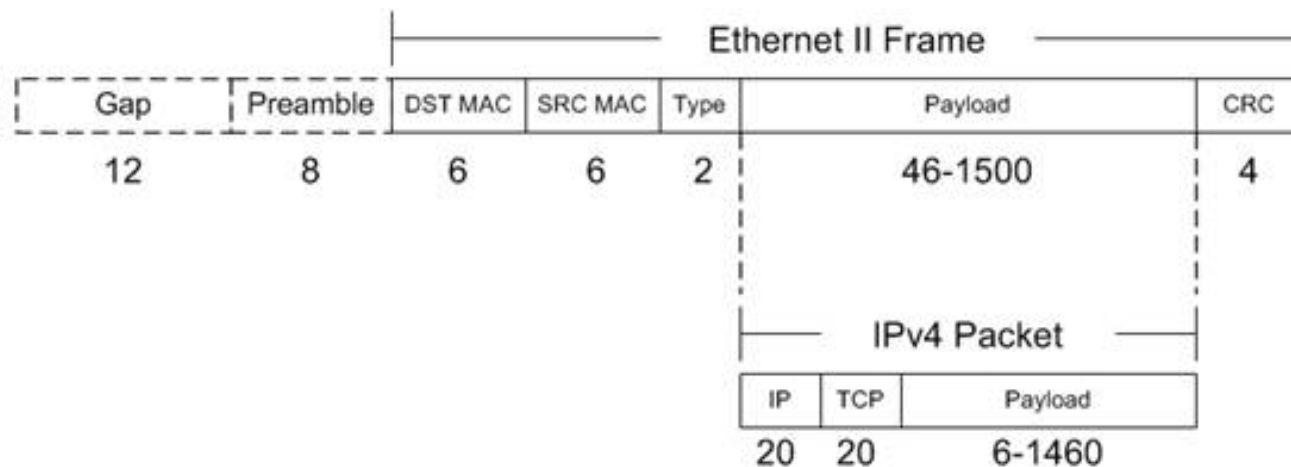 Ethernet II Frame
Gap Preamble DST MAC SRC MAC Type Payload CRC
12 8 6 6 2 46-1500 4
IPv4 Packet
IP TCP Payload
20 20 6-1460